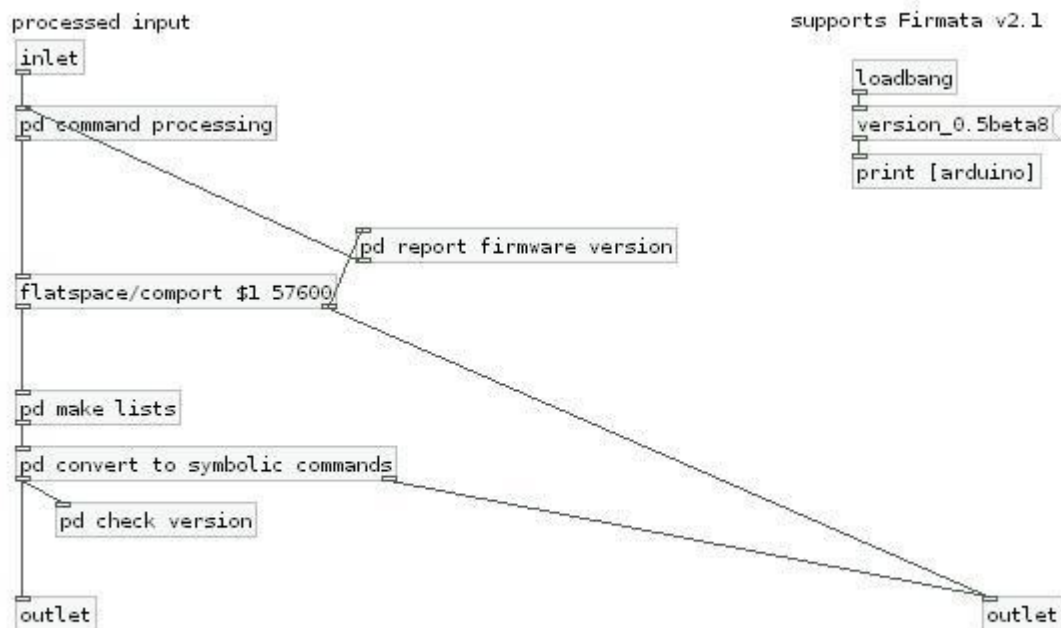 processed input
supports Firmata v2.1
inlet
loadbang
pd command processing
version_0.5beta8
print [arduino]
pd report firmware version
flatspace/comport $1 57600
pd make lists
pd convert to symbolic commands
pd check version
outlet
outlet